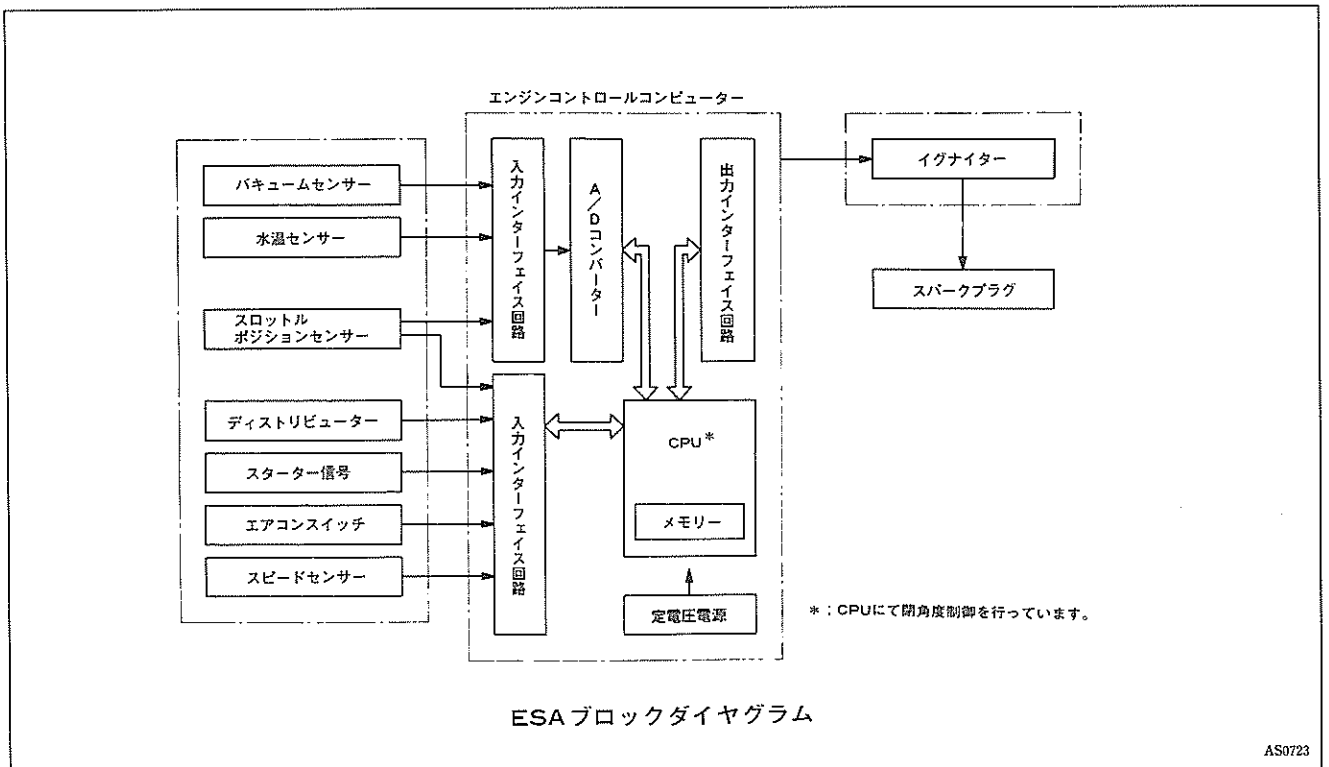 エンジンコントロールコンピューター
バキュームセンサー
水温センサー
スロットル
ポジションセンサー
ディストリビューター
スターター信号
エアコンスイッチ
スピードセンサー
入力インターフェイス回路
A/Dコンバーター
出力インターフェイス回路
入力インターフェイス回路
CPU*
メモリー
定電圧電源
イグナイター
スパークプラグ
*:CPUにて閉角度制御を行っています。
ESAブロックダイヤグラム
AS0723